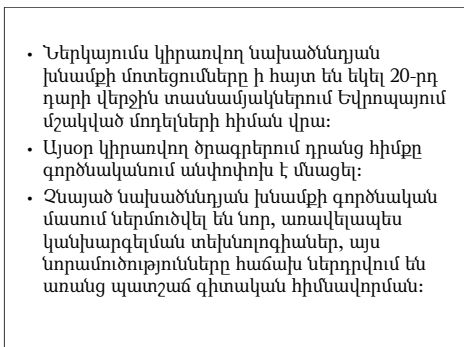 • Ներկայումս կիրառվող նախածննդյան
խնամքի մոտեցումները ի հայտ են եկել 20-րդ
դարի վերջին տասնամյակներում Եվրոպայում
մշակված մոդելների հիման վրա:
• Այսօր կիրառվող ծրագրերում դրանց հիմքը
գործնականում անփոփոխ է մնացել:
• Չնայած նախածննդյան խնամքի գործնական
մասում ներմուծվել են նոր, առավելապես
կանխարգելման տեխնոլոգիաներ, այս
նորամուծությունները հաճախ ներդրվում են
առանց պատշաճ գիտական հիմնավորման: